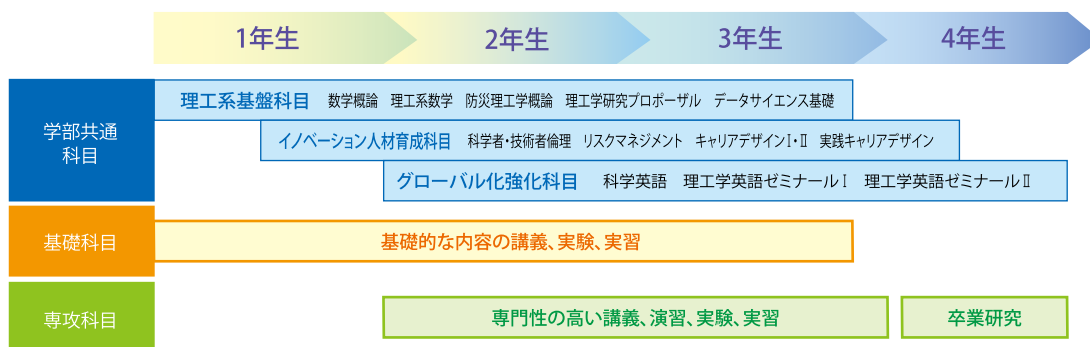 1年生 2年生 3年生 4年生
学部共通
科目
理工系基盤科目 数学概論 理工系数学 防災理工学概論 理工学研究プロポーザル データサイエンス基礎
イノベーション人材育成科目 科学者・技術者倫理 リスクマネジメント キャリアデザインⅠ・Ⅱ 実践キャリアデザイン
グローバル化強化科目 科学英語 理工学英語ゼミナールⅠ 理工学英語ゼミナールⅡ
基礎科目
基礎的な内容の講義、実験、実習
専攻科目
専門性の高い講義、演習、実験、実習
卒業研究